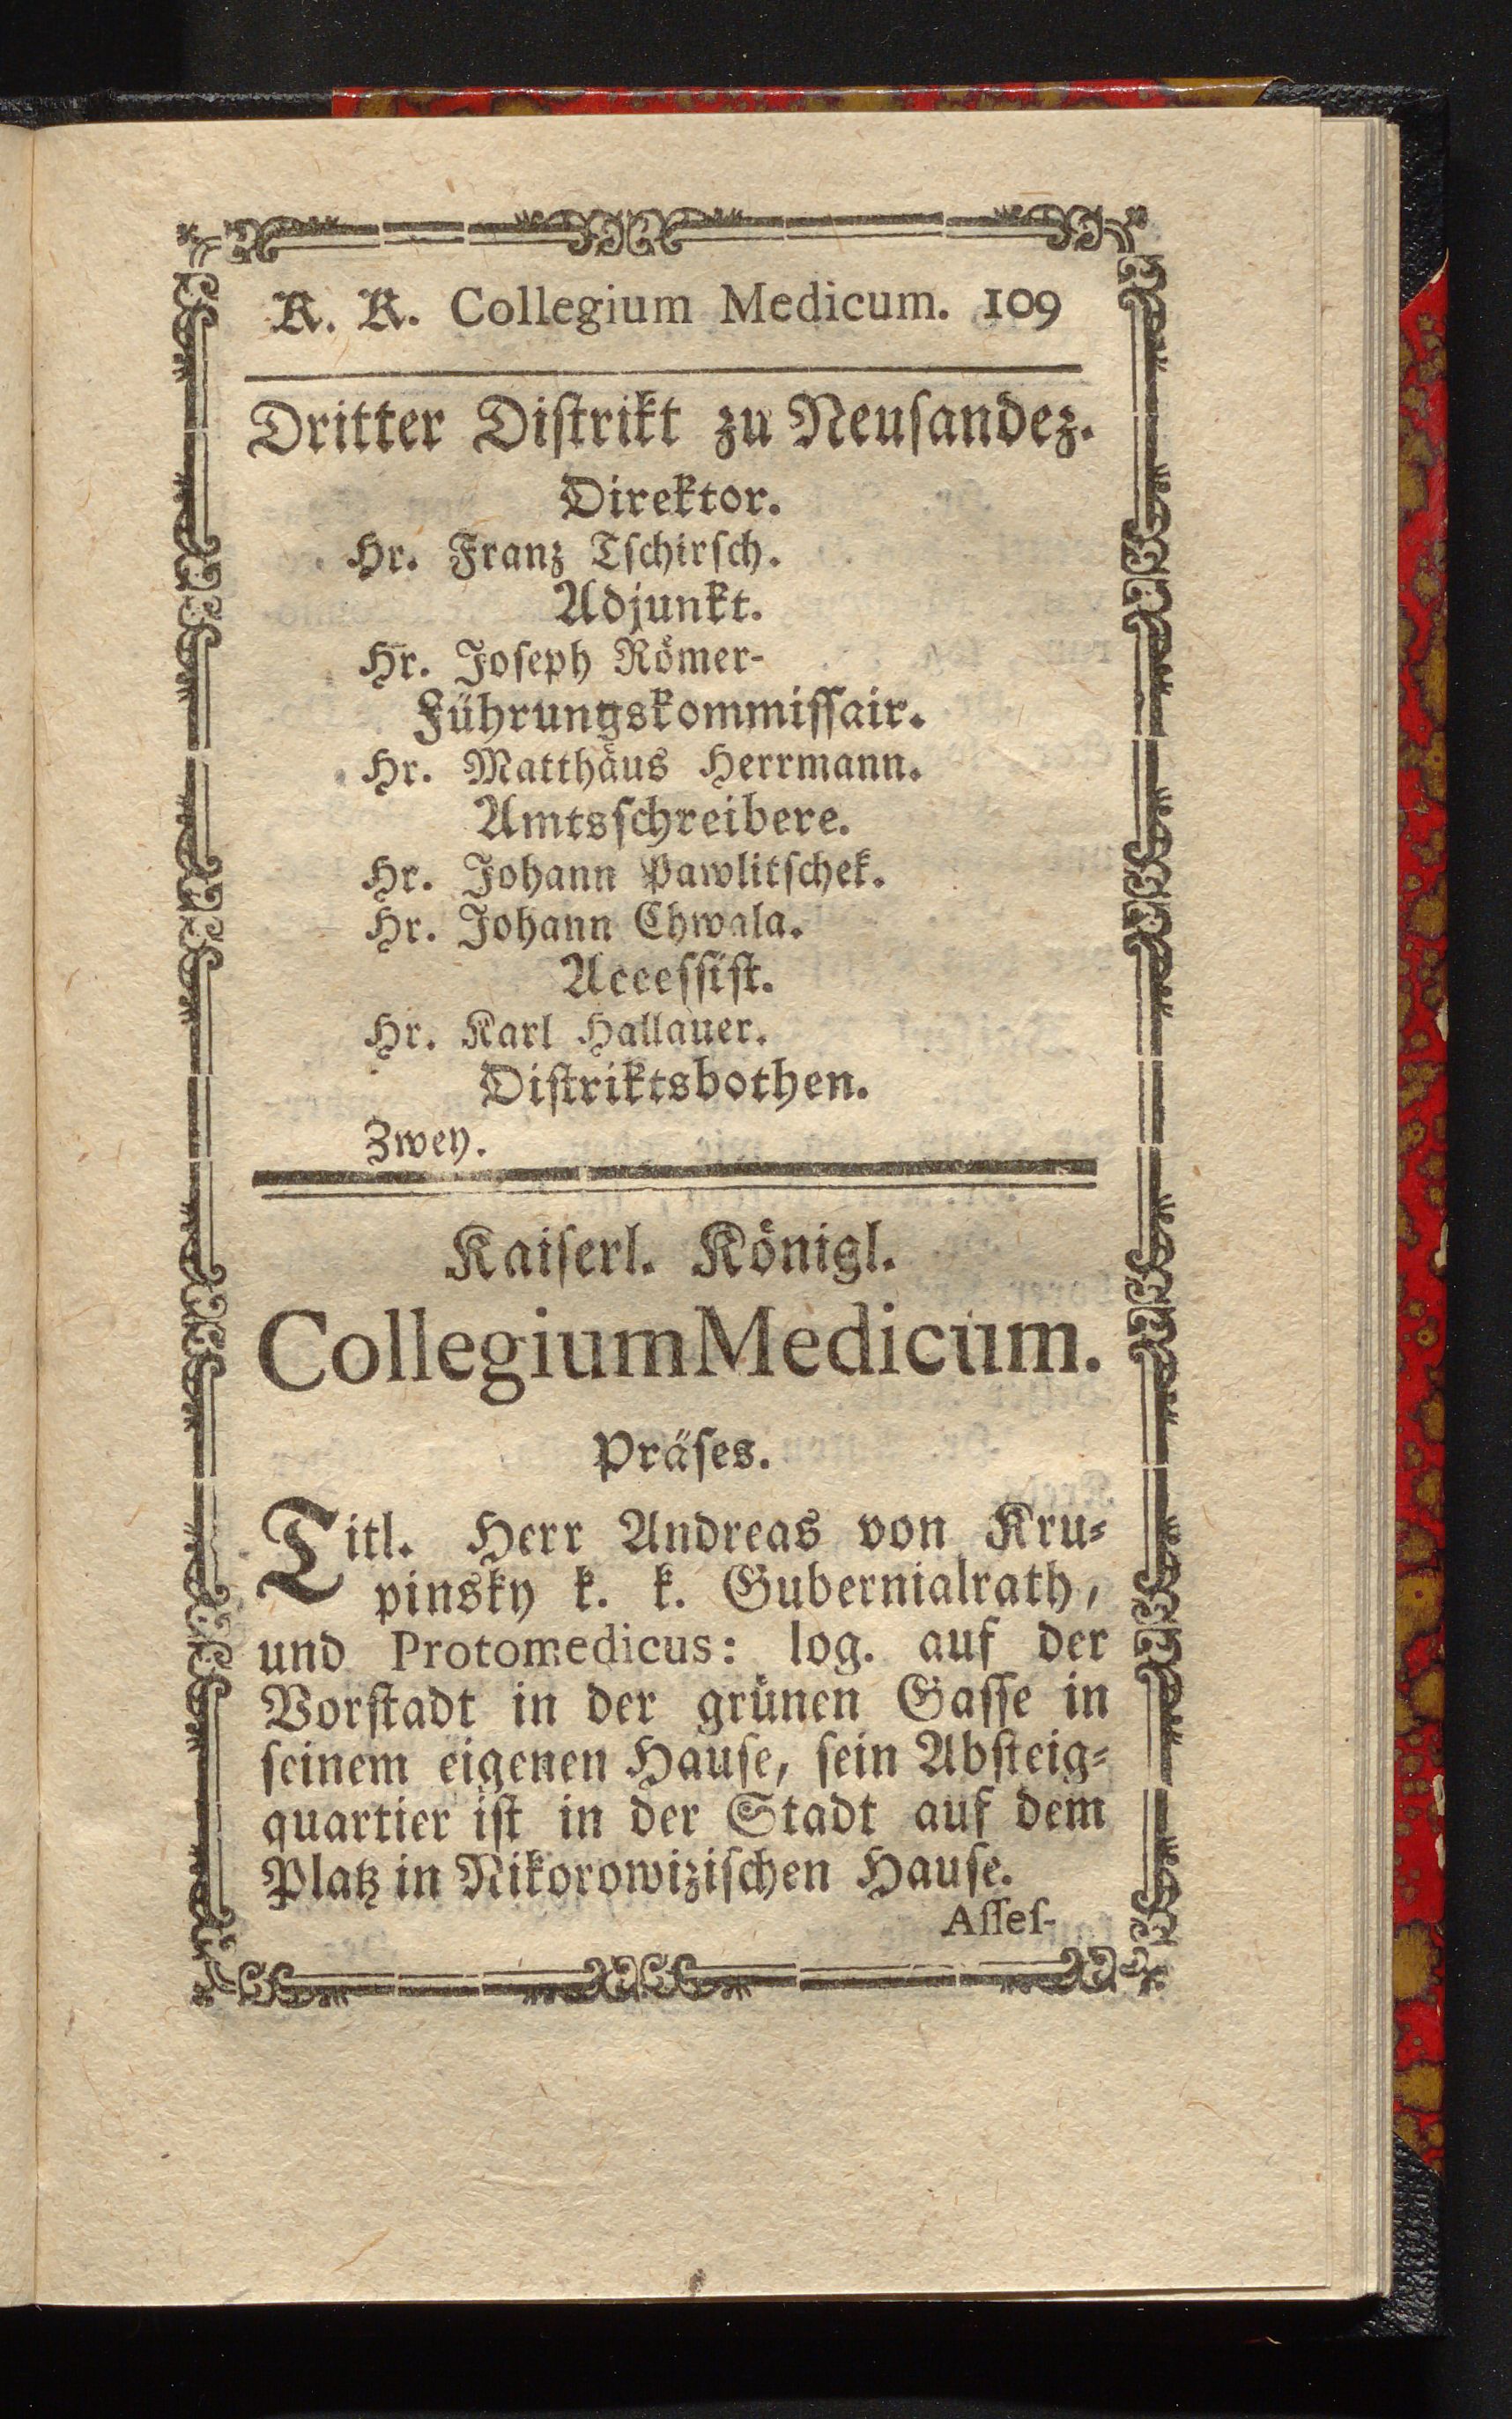 K. K. Collegium Medicum. 109
Dritter Diſtrikt zu Neuſandez.
Direktor.
Hr. Franz Tſchirſch.
Adjunkt.
Hr. Joſeph Römer-
Führungskommiſſair.
Hr. Matthäus Herrmann.
Amtsſchreibere.
Hr. Johann Pawlitſchek.
Hr. Johann Chwala.
Acceſſiſt.
Hr. Karl Hallauer.
Diſtriktsbothen.
Zwey.
Kaiſerl. Königl.
Collegium Medicum.
Präſes.
Titl. Herr Andreas von Kru-
pinsky k. k. Gubernialrath,
und Protomedicus: log. auf der
Vorſtadt in der grünen Gaſſe in
ſeinem eigenen Hauſe, ſein Abſteig-
quartier iſt in der Stadt auf dem
Platz in Nikorowiziſchen Hauſe.
Aſſeſ-